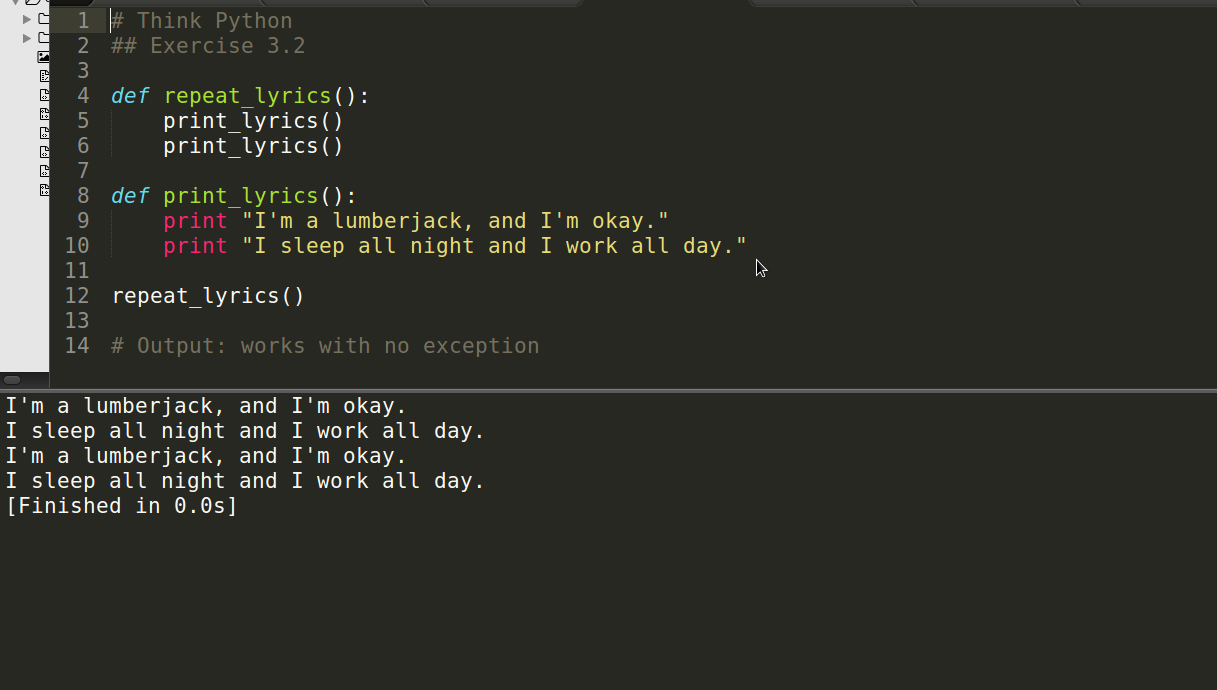 1 # Think Python
2 ## Exercise 3.2
3
4 def repeat_lyrics():
5     print_lyrics()
6     print_lyrics()
7
8 def print_lyrics():
9     print "I'm a lumberjack, and I'm okay."
10     print "I sleep all night and I work all day."
11
12 repeat_lyrics()
13
14 # Output: works with no exception
I'm a lumberjack, and I'm okay.
I sleep all night and I work all day.
I'm a lumberjack, and I'm okay.
I sleep all night and I work all day.
[Finished in 0.0s]